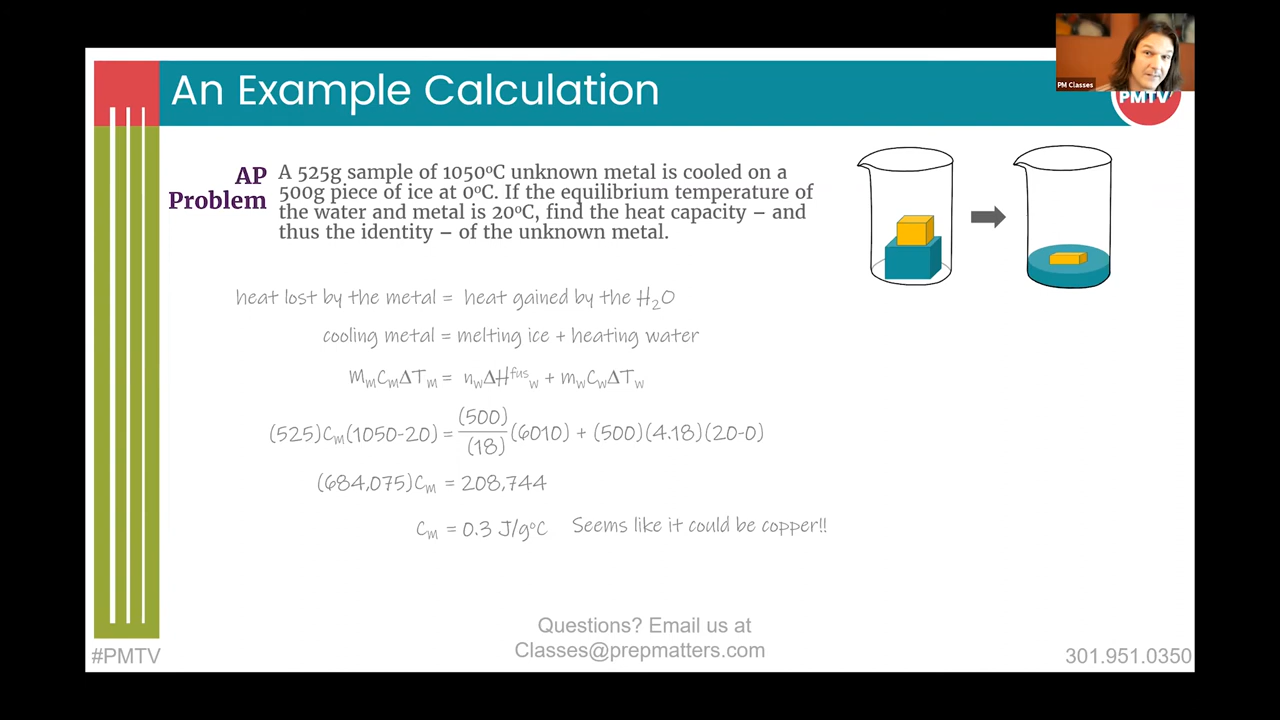 An Example Calculation
PM Classes
PMTV
AP
Problem
A 525g sample of 1050ºC unknown metal is cooled on a
500g piece of ice at 0ºC. If the equilibrium temperature of
the water and metal is 20ºC, find the heat capacity – and
thus the identity – of the unknown metal.
heat lost by the metal = heat gained by the H₂O
cooling metal = melting ice + heating water
MₘCₘΔTₘ = n_wΔH^fus_w + m_wC_wΔT_w
(525)Cₘ(1050-20) = (500)/(18)(6010) + (500)(4.18)(20-0)
(684,075)Cₘ = 208,744
Cₘ = 0.3 J/gºC Seems like it could be copper!!
Questions? Email us at
Classes@prepmatters.com
#PMTV
301.951.0350